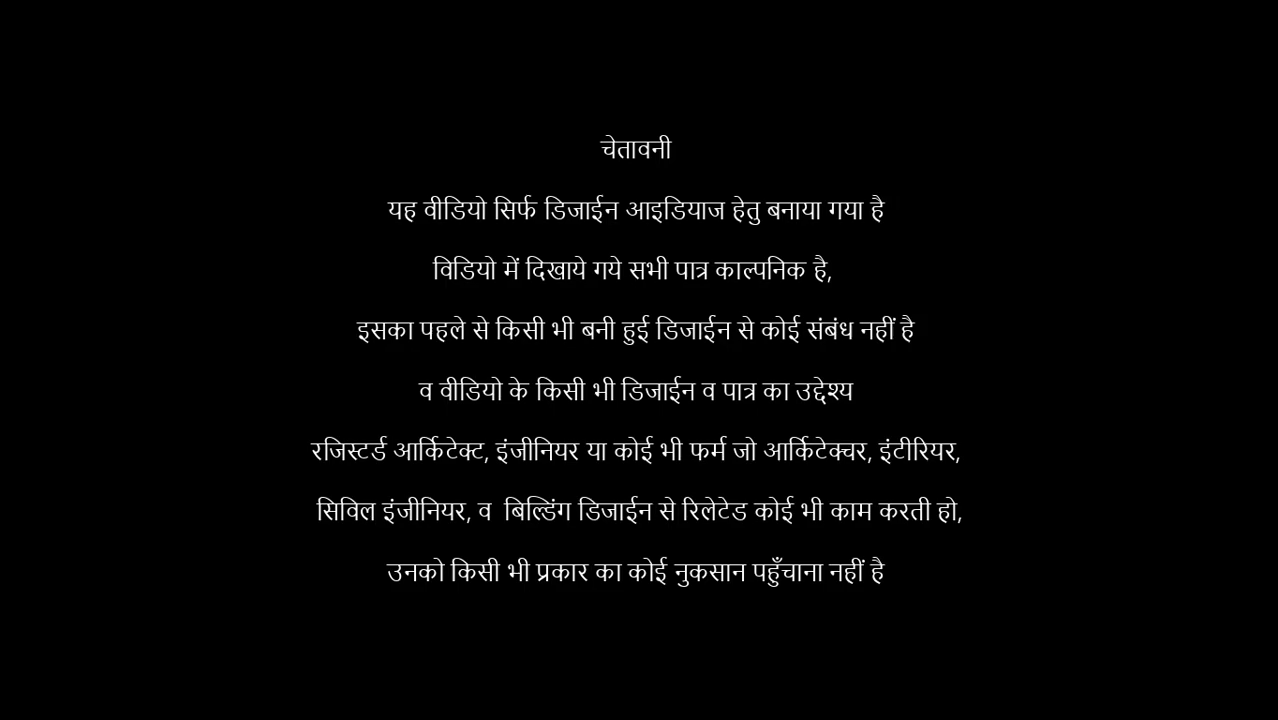 चेतावनी
यह वीडियो सिर्फ डिजाईन आइडियाज हेतु बनाया गया है
विडियो में दिखाये गये सभी पात्र काल्पनिक है,
इसका पहले से किसी भी बनी हुई डिजाईन से कोई संबंध नहीं है
व वीडियो के किसी भी डिजाईन व पात्र का उद्देश्य
रजिस्टर्ड आर्किटेक्ट, इंजीनियर या कोई भी फर्म जो आर्किटेक्चर, इंटीरियर,
सिविल इंजीनियर, व बिल्डिंग डिजाईन से रिलेटेड कोई भी काम करती हो,
उनको किसी भी प्रकार का कोई नुकसान पहुँचाना नहीं है